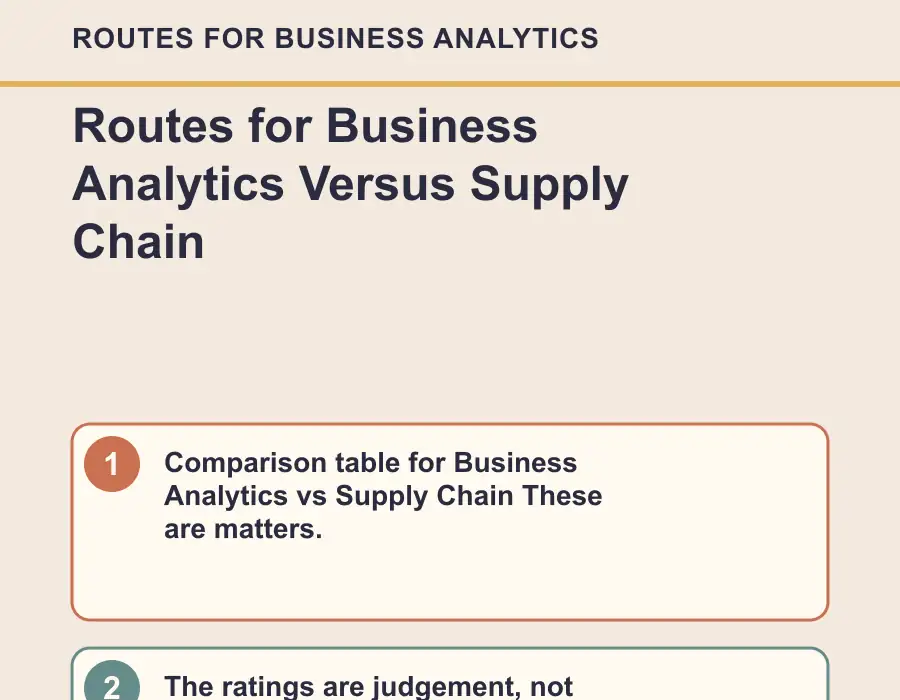 ROUTES FOR BUSINESS ANALYTICS
Routes for Business
Analytics Versus Supply
Chain
1
Comparison table for Business
Analytics vs Supply Chain These
are matters.
2
The ratings are judgement, not